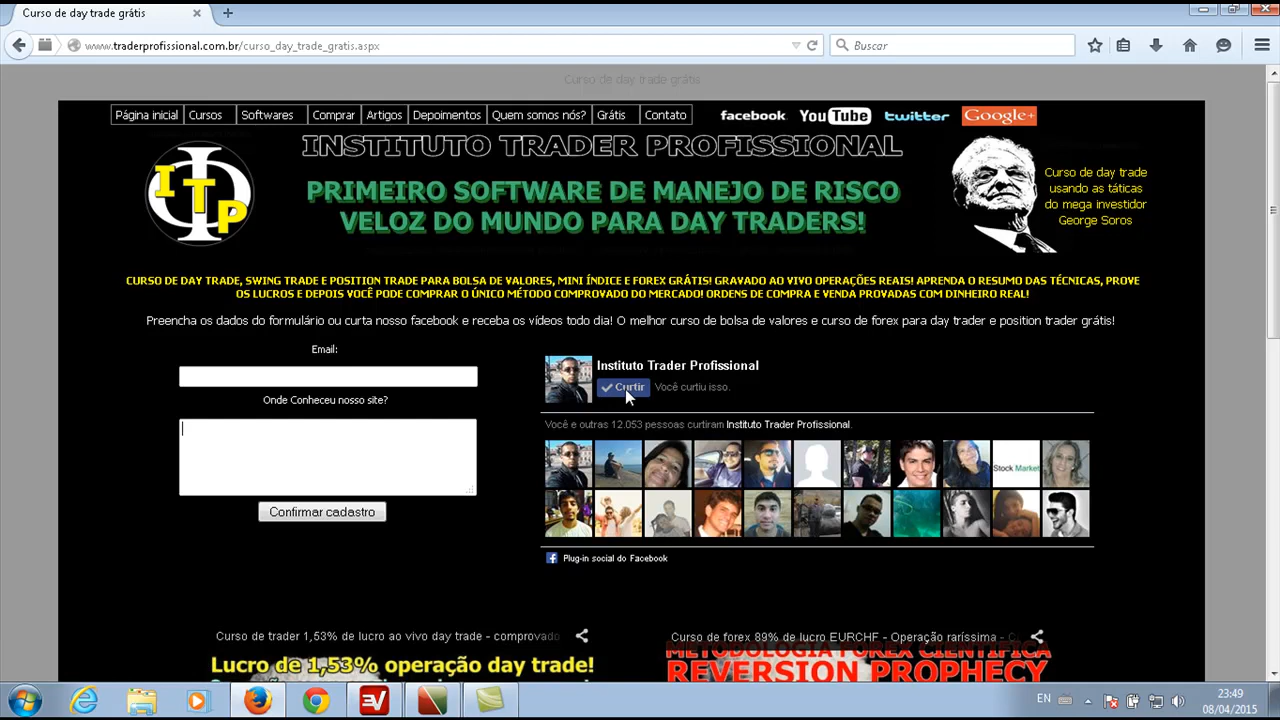 Curso de day trade grátis
www.traderprofissional.com.br/curso_day_trade_gratis.aspx
Buscar
Curso de day trade grátis
Página inicial Cursos Softwares Comprar Artigos Depoimentos Quem somos nós? Grátis Contato facebook YouTube twitter Google+
INSTITUTO TRADER PROFISSIONAL
ITP
PRIMEIRO SOFTWARE DE MANEJO DE RISCO
VELOZ DO MUNDO PARA DAY TRADERS!
Curso de day trade
usando as táticas
do mega investidor
George Soros
CURSO DE DAY TRADE, SWING TRADE E POSITION TRADE PARA BOLSA DE VALORES, MINI ÍNDICE E FOREX GRÁTIS! GRAVADO AO VIVO OPERAÇÕES REAIS! APRENDA O RESUMO DAS TÉCNICAS, PROVE
OS LUCROS E DEPOIS VOCÊ PODE COMPRAR O ÚNICO MÉTODO COMPROVADO DO MERCADO! ORDENS DE COMPRA E VENDA PROVADAS COM DINHEIRO REAL!
Preencha os dados do formulário ou curta nosso facebook e receba os vídeos todo dia! O melhor curso de bolsa de valores e curso de forex para day trader e position trader grátis!
Email:
Onde Conheceu nosso site?
Confirmar cadastro
Instituto Trader Profissional
Curtir Você curtiu isso.
Você e outras 12.053 pessoas curtiram Instituto Trader Profissional.
Stock Market
Plug-in social do Facebook
Curso de trader 1,53% de lucro ao vivo day trade - comprovado
Lucro de 1,53% operação day trade!
Curso de forex 89% de lucro EURCHF - Operação raríssima - C
METODOLOGIA FOREX CIENTÍFICA
REVERSION PROPHECY
EN
23:49
08/04/2015